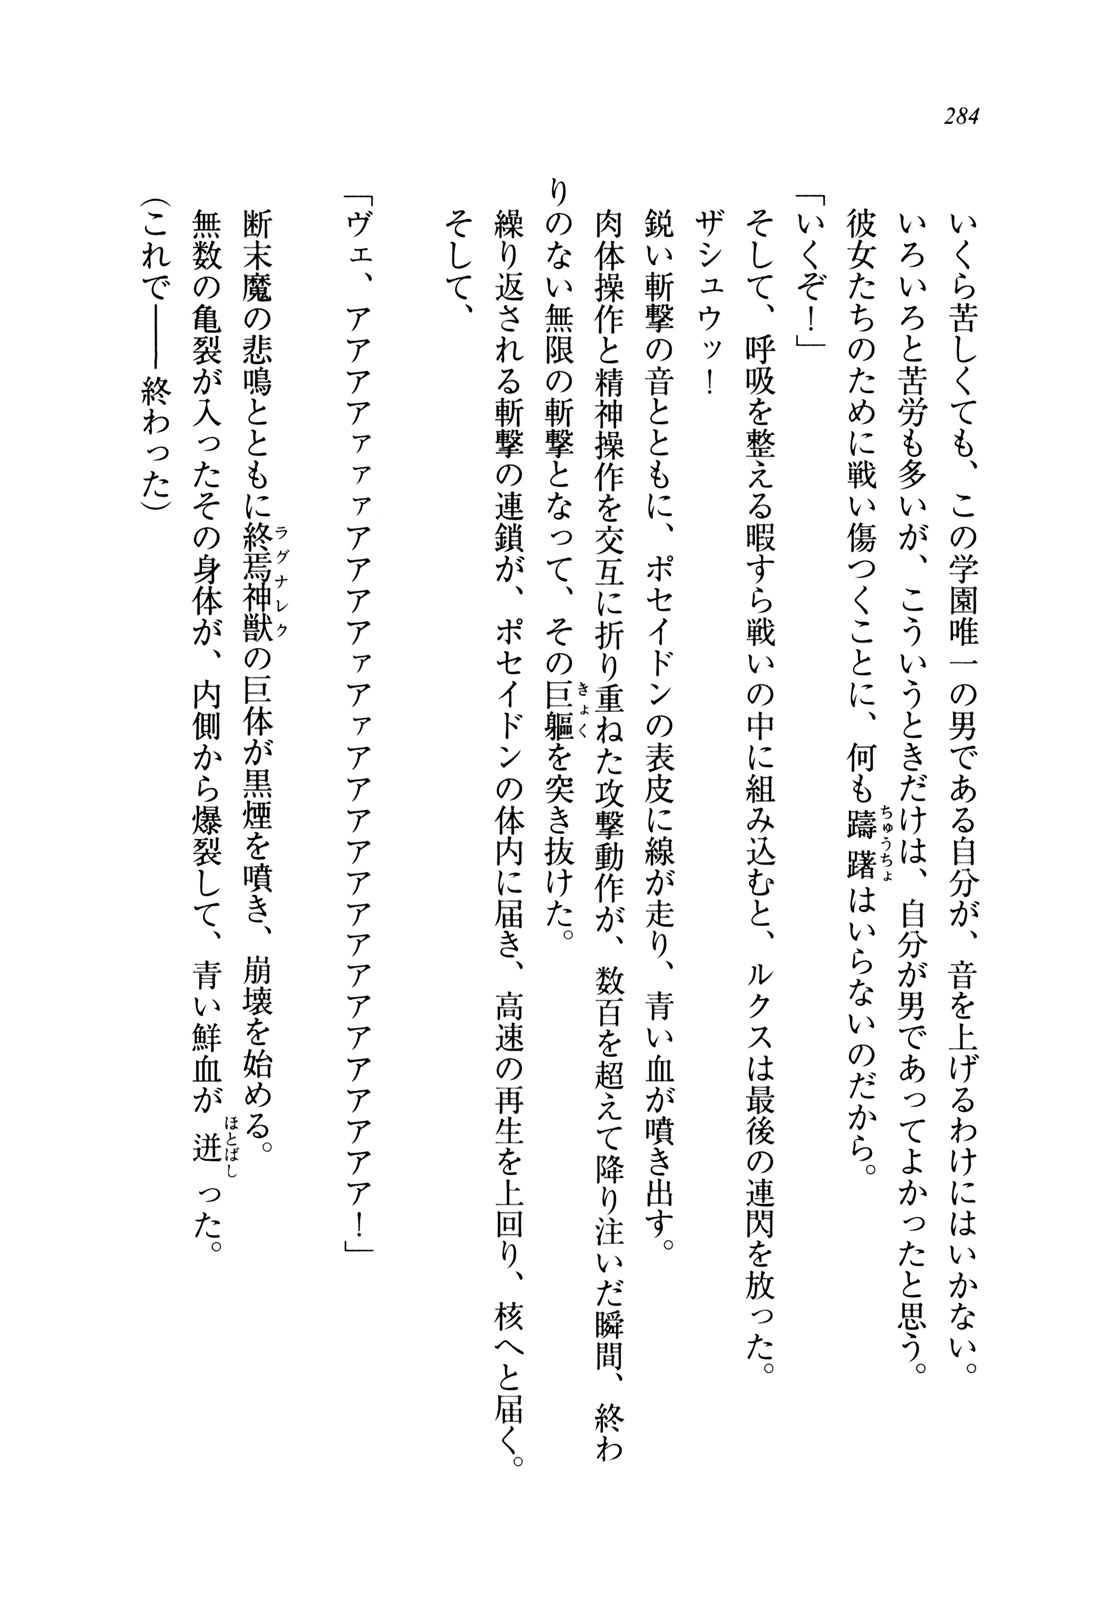 284
いくら苦しくても、この学園唯一の男である自分が、音を上げるわけにはいかない。
いろいろと苦労も多いが、こういうときだけは、自分が男であってよかったと思う。
彼女たちのために戦い傷つくことに、何も躊躇はいらないのだから。
ちゅうちょ
「いくぞ！」
そして、呼吸を整える暇すら戦いの中に組み込むと、ルクスは最後の連閃を放った。
ザシュウッ！
鋭い斬撃の音とともに、ポセイドンの表皮に線が走り、青い血が噴き出す。
肉体操作と精神操作を交互に折り重ねた攻撃動作が、数百を超えて降り注いだ瞬間、終わ
りのない無限の斬撃となって、その巨軀を突き抜けた。
きょく
繰り返される斬撃の連鎖が、ポセイドンの体内に届き、高速の再生を上回り、核へと届く。
そして、
「ヴェ、アアアアァァァアアアアァアァアアアアアアアアアアアアアア！」
断末魔の悲鳴とともに終焉神獣の巨体が黒煙を噴き、崩壊を始める。
ラグナレク
無数の亀裂が入ったその身体が、内側から爆裂して、青い鮮血が迸った。
ほとばし
（これで――終わった）